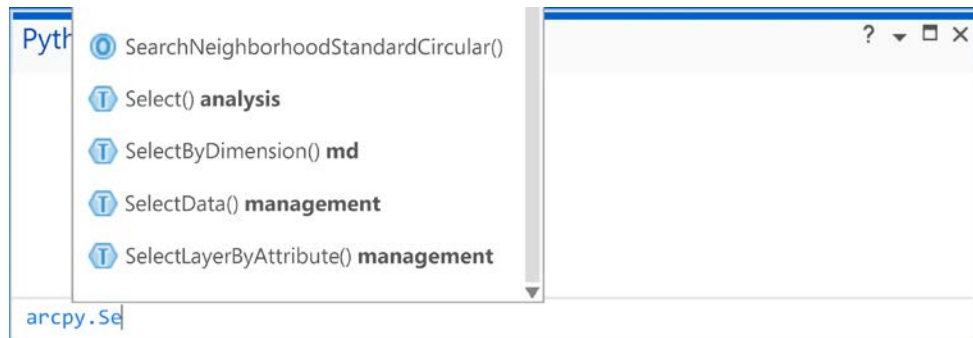 Pyth
SearchNeighborhoodStandardCircular()
Select() analysis
SelectByDimension() md
SelectData() management
SelectLayerByAttribute() management
arcpy.Se